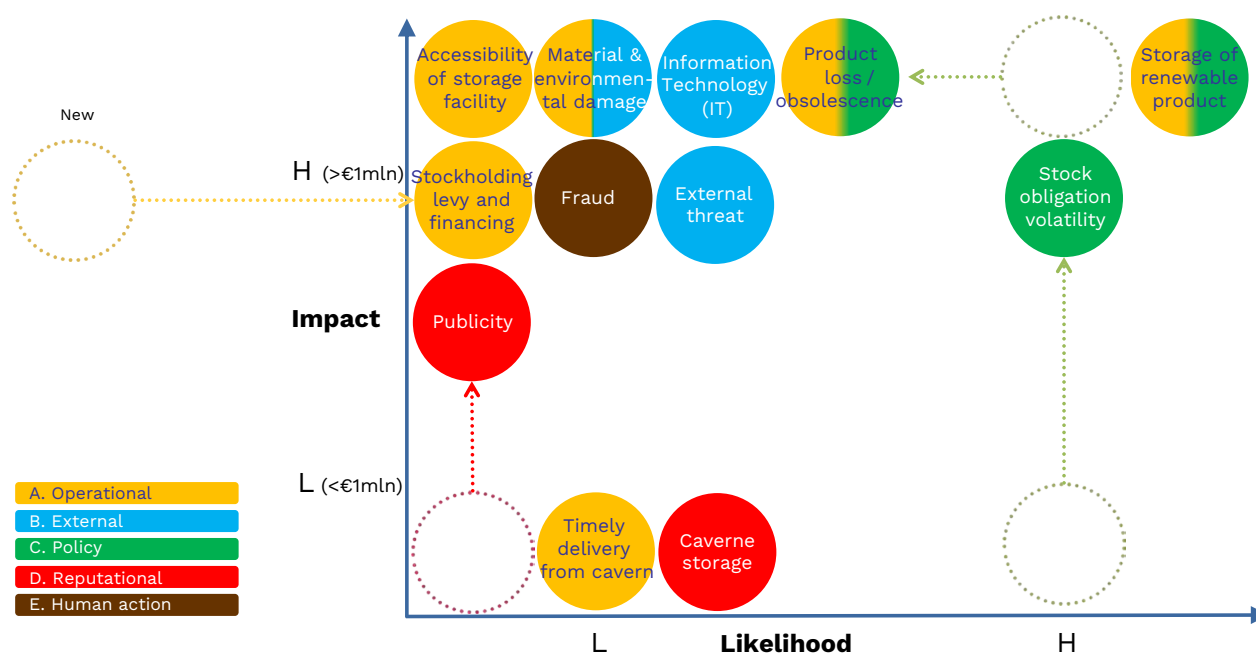 Accessibility
of storage
facility
Material &
environmen-
tal damage
Information
Technology
(IT)
Product
loss /
obsolescence
Storage of
renewable
product
New
H (>€1mln)
Stockholding
levy and
financing
Fraud
External
threat
Stock
obligation
volatility
Impact
Publicity
L (<€1mln)
A. Operational
B. External
C. Policy
D. Reputational
E. Human action
Timely
delivery
from cavern
Caverne
storage
L
Likelihood
H